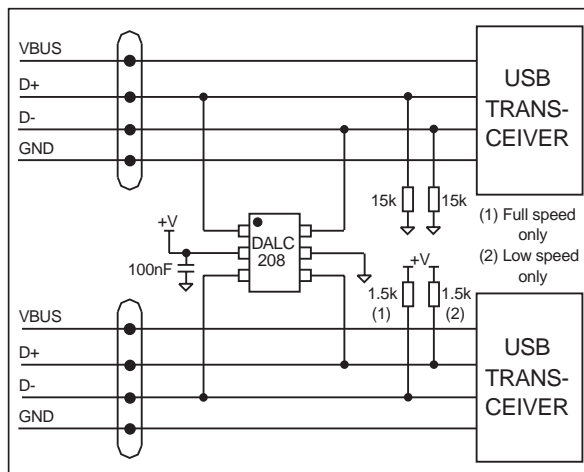 VBUS
D+
D-
GND
USB
TRANS-
CEIVER
15k
15k
(1) Full speed
only
(2) Low speed
only
+V
100nF
DALC
208
+V
1.5k
(1)
1.5k
(2)
VBUS
D+
D-
GND
USB
TRANS-
CEIVER